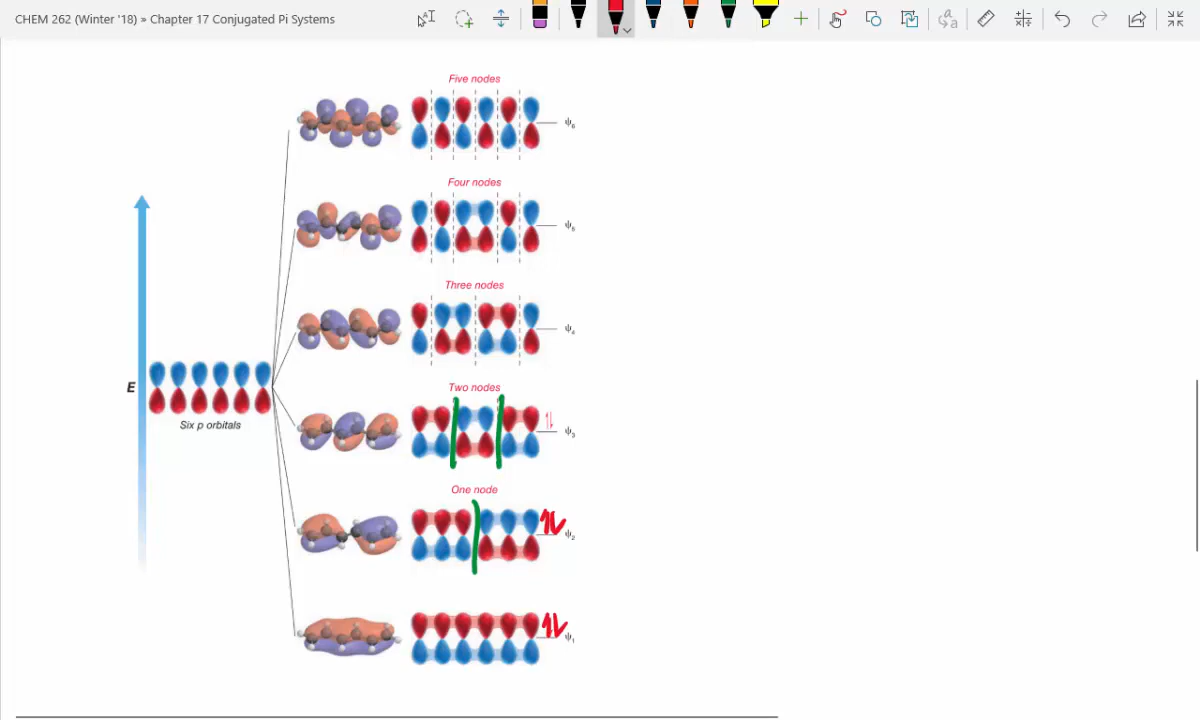 CHEM 262 (Winter '18) » Chapter 17 Conjugated Pi Systems
Five nodes
ψ6
Four nodes
ψ5
Three nodes
ψ4
E
Six p orbitals
Two nodes
ψ3
One node
ψ2
ψ1